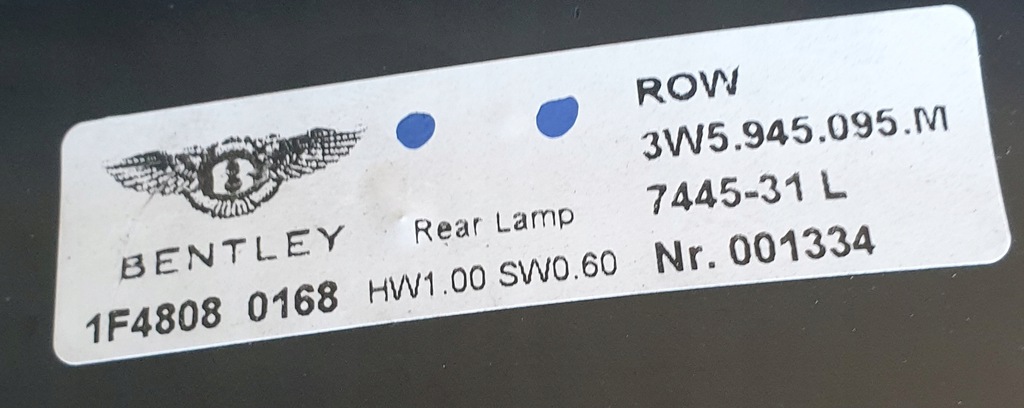 BENTLEY
1F4808 0168
Rear Lamp
HW1.00 SW0.60
ROW
3W5.945.095.M
7445-31 L
Nr. 001334